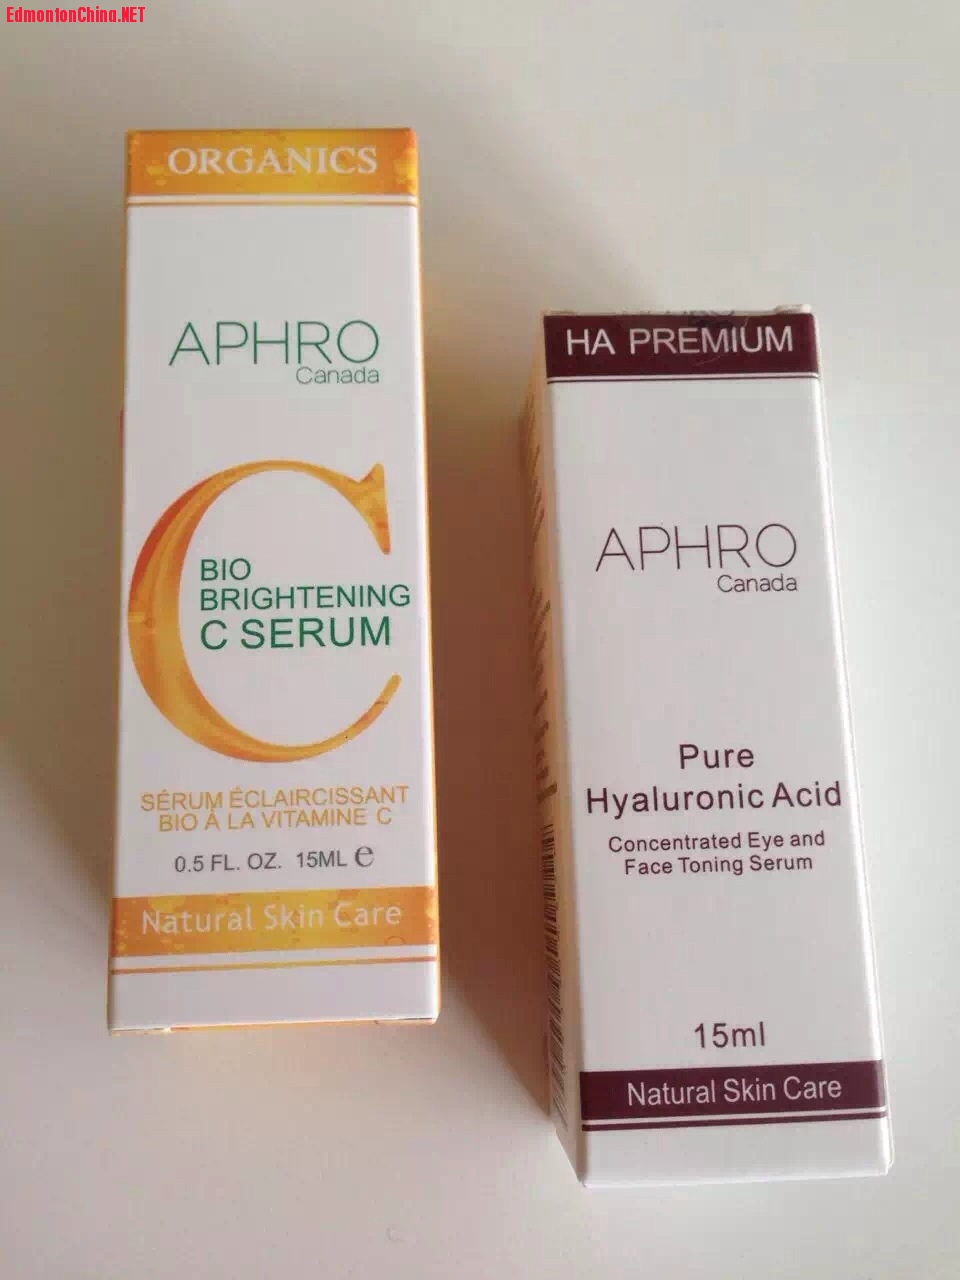 EdmontonChina.NET
ORGANICS
APHRO
Canada
BIO
BRIGHTENING
C SERUM
SÉRUM ÉCLAIRCISSANT
BIO À LA VITAMINE C
0.5 FL. OZ. 15ML ℮
Natural Skin Care
HA PREMIUM
APHRO
Canada
Pure
Hyaluronic Acid
Concentrated Eye and
Face Toning Serum
15ml
Natural Skin Care